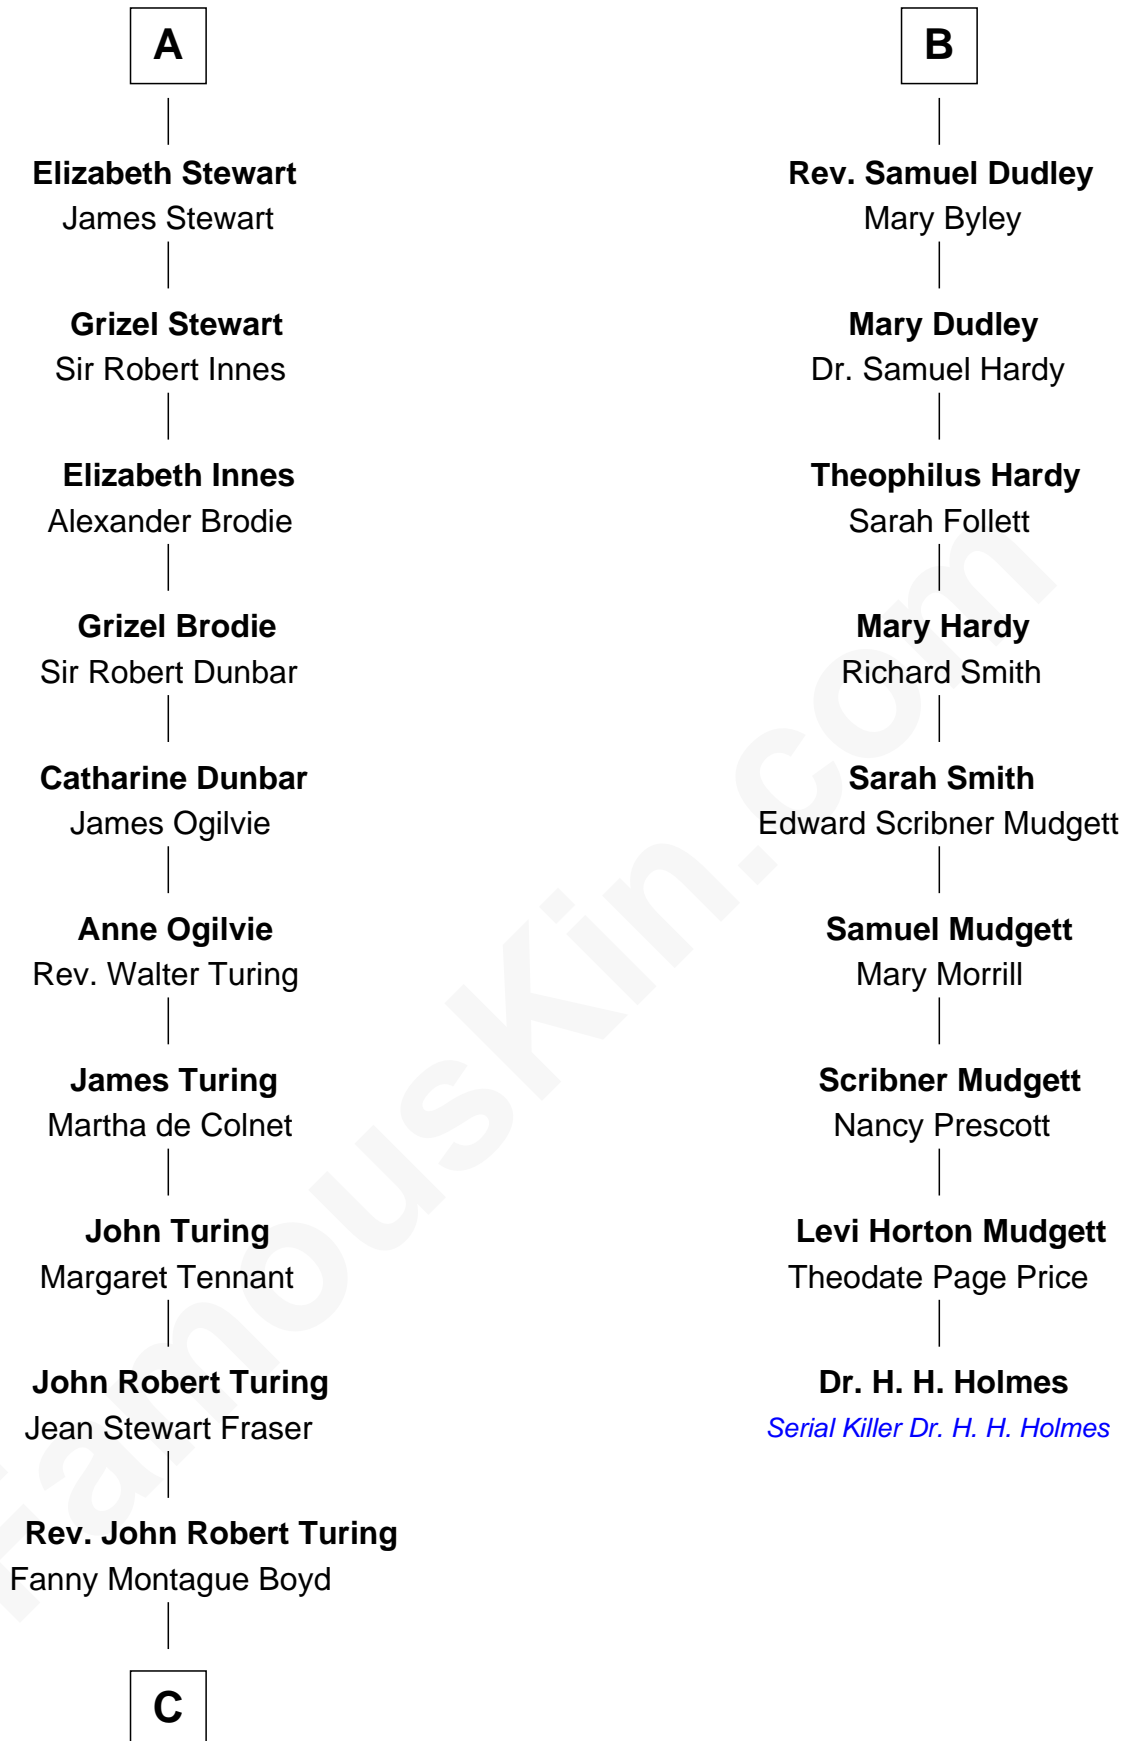 A
Elizabeth Stewart
James Stewart
Grizel Stewart
Sir Robert Innes
Elizabeth Innes
Alexander Brodie
Grizel Brodie
Sir Robert Dunbar
Catharine Dunbar
James Ogilvie
Anne Ogilvie
Rev. Walter Turing
James Turing
Martha de Colnet
John Turing
Margaret Tennant
John Robert Turing
Jean Stewart Fraser
Rev. John Robert Turing
Fanny Montague Boyd
C
B
Rev. Samuel Dudley
Mary Byley
Mary Dudley
Dr. Samuel Hardy
Theophilus Hardy
Sarah Follett
Mary Hardy
Richard Smith
Sarah Smith
Edward Scribner Mudgett
Samuel Mudgett
Mary Morrill
Scribner Mudgett
Nancy Prescott
Levi Horton Mudgett
Theodate Page Price
Dr. H. H. Holmes
Serial Killer Dr. H. H. Holmes
FamousKin.com